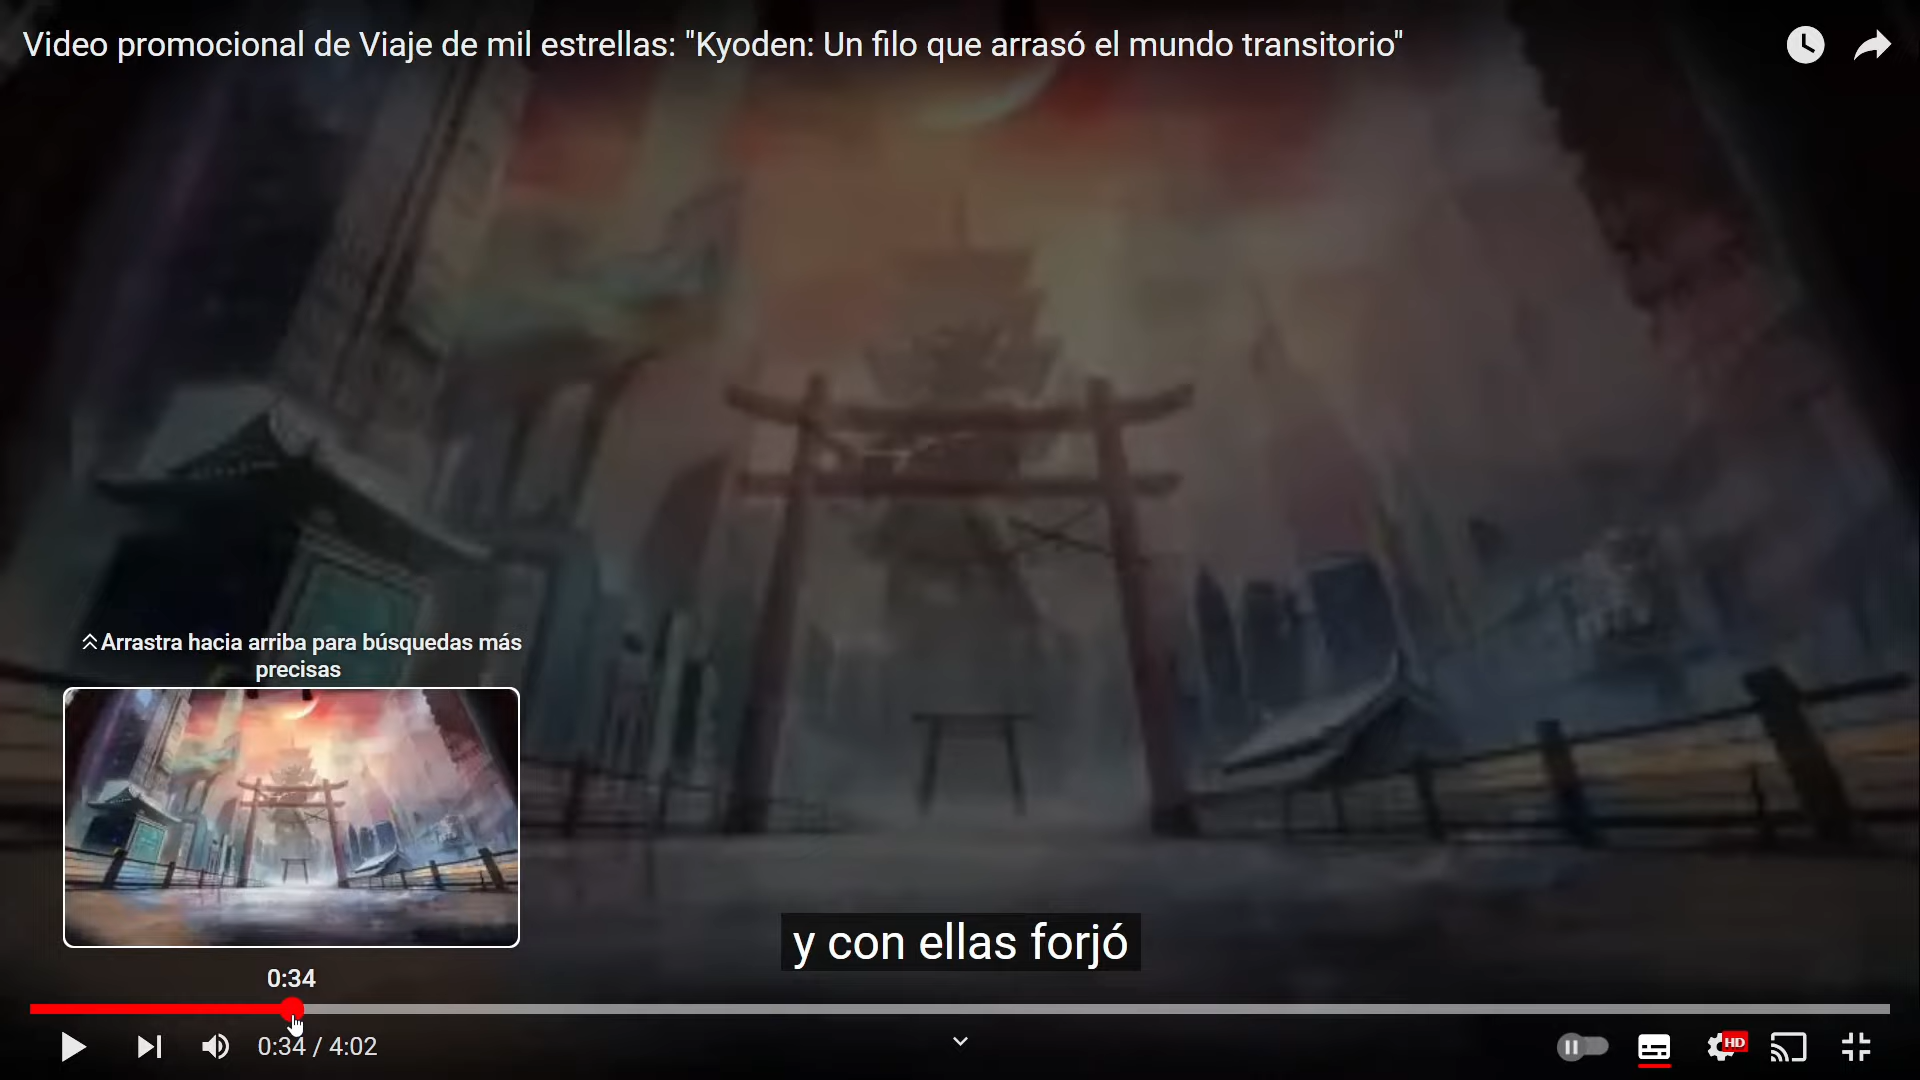 Video promocional de Viaje de mil estrellas: "Kyoden: Un filo que arrasó el mundo transitorio"
Arrastra hacia arriba para búsquedas más
precisas
y con ellas forjó
0:34
0:34 / 4:02
HD